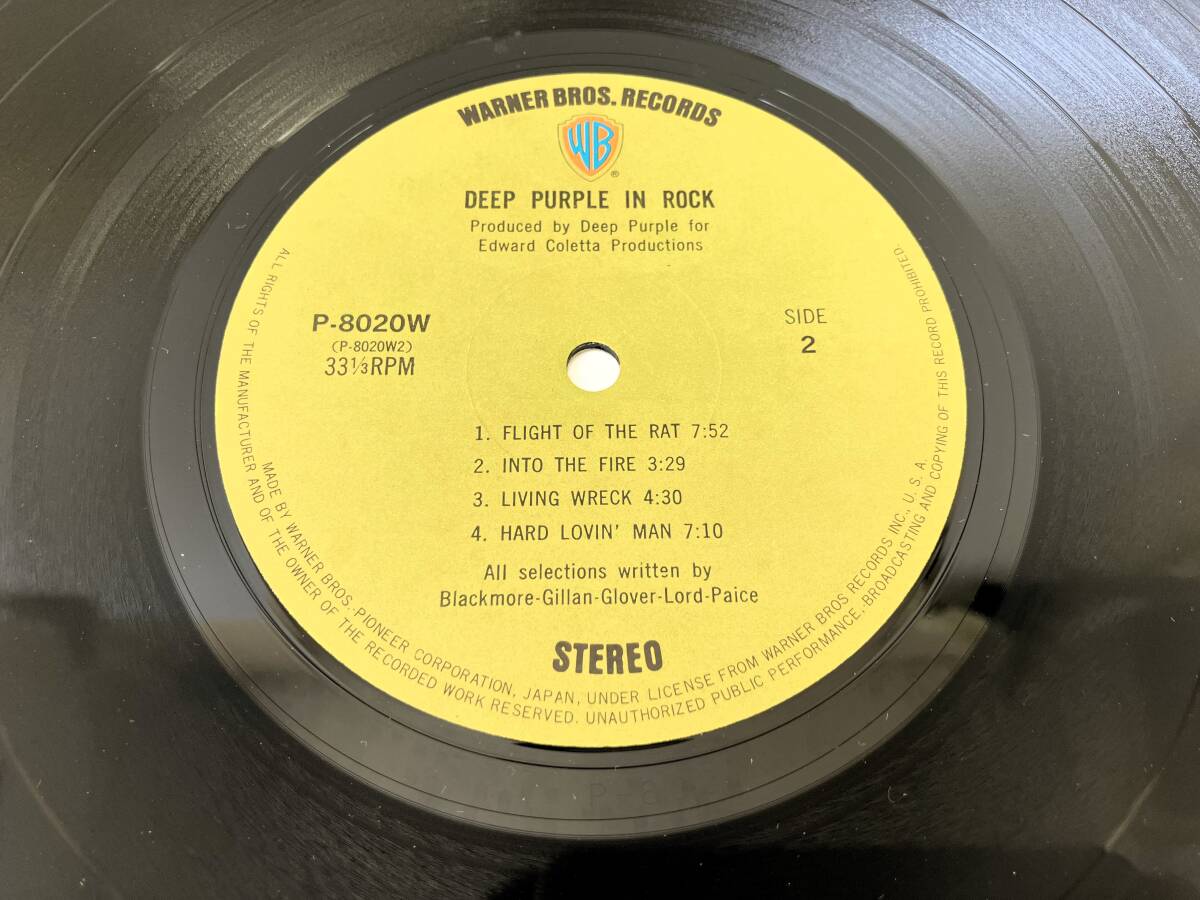 WARNER BROS. RECORDS
WB
®
DEEP PURPLE IN ROCK
Produced by Deep Purple for
Edward Coletta Productions
P-8020W
(P-8020W2)
33⅓RPM
SIDE
2
1. FLIGHT OF THE RAT 7:52
2. INTO THE FIRE 3:29
3. LIVING WRECK 4:30
4. HARD LOVIN' MAN 7:10
All selections written by
Blackmore-Gillan-Glover-Lord-Paice
STEREO
MADE BY WARNER BROS.-PIONEER CORPORATION, JAPAN, UNDER LICENSE FROM WARNER BROS RECORDS INC., U. S. A.
ALL RIGHTS OF THE MANUFACTURER AND OF THE OWNER OF THE RECORDED WORK RESERVED. UNAUTHORIZED PUBLIC PERFORMANCE, BROADCASTING AND COPYING OF THIS RECORD PROHIBITED.